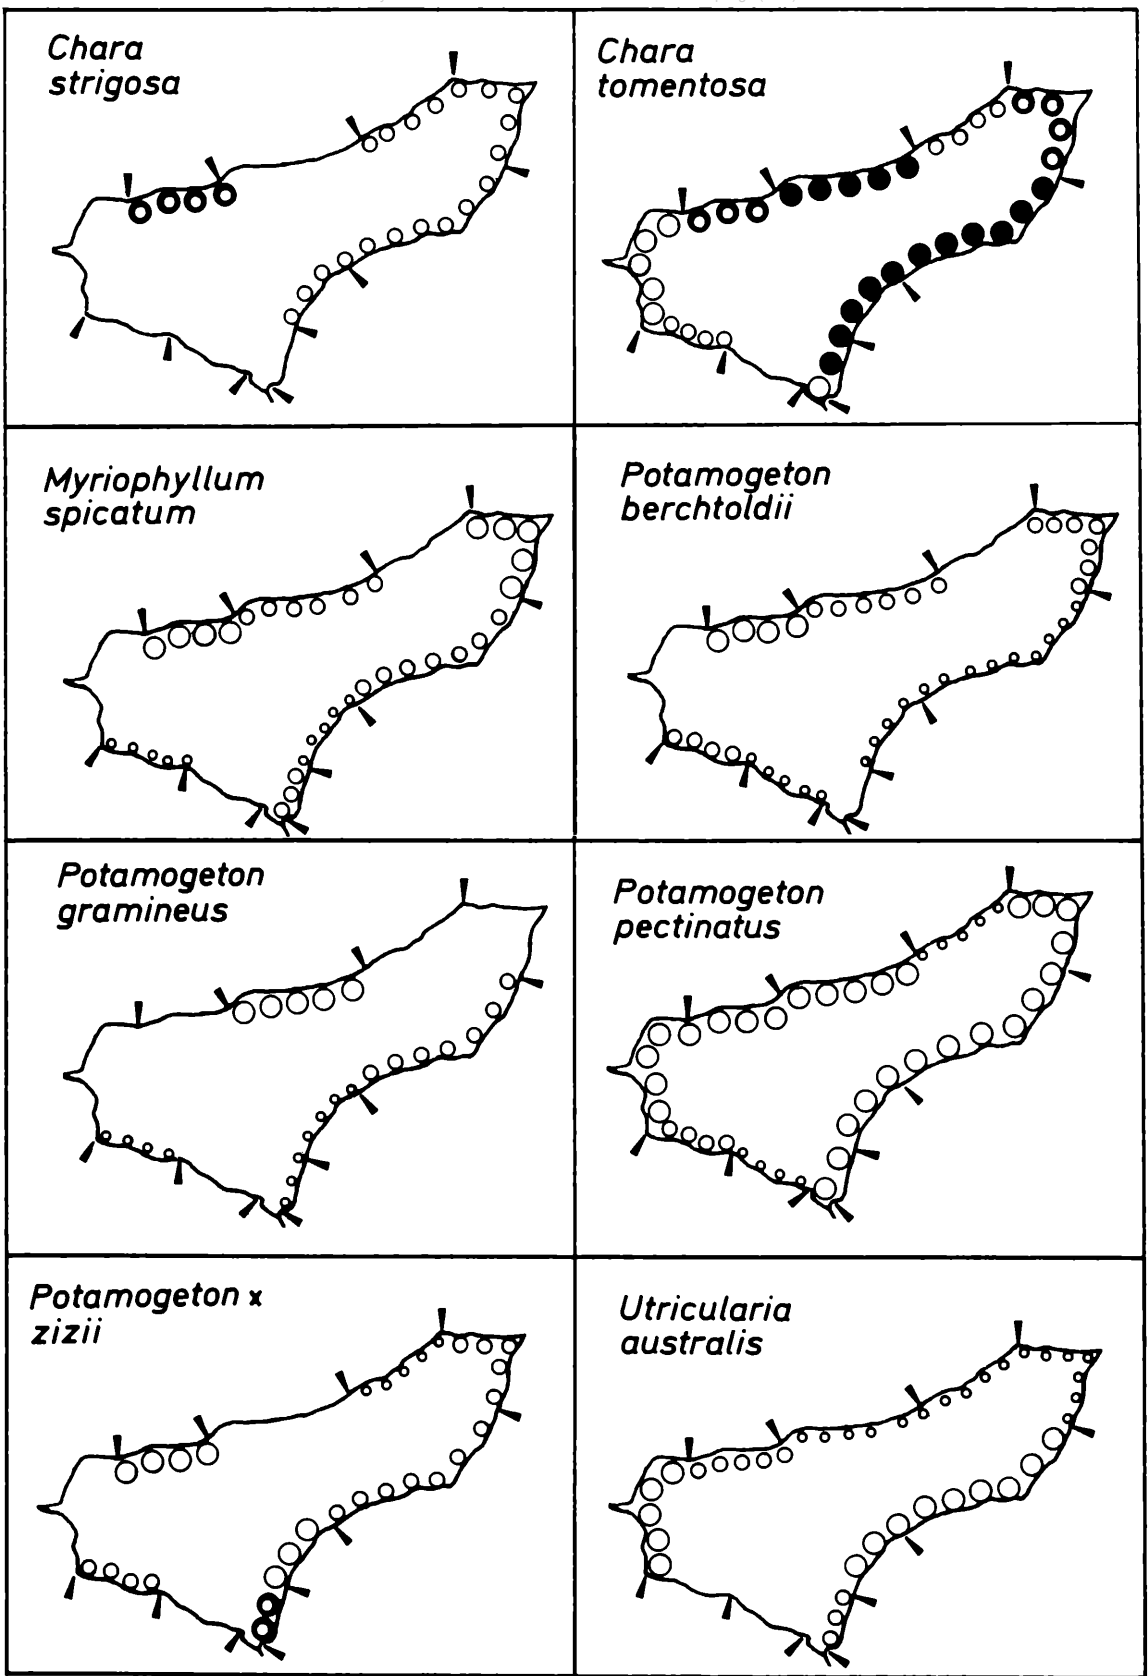 Chara
strigosa
Chara
tomentosa
Myriophyllum
spicatum
Potamogeton
berchtoldii
Potamogeton
gramineus
Potamogeton
pectinatus
Potamogeton x
zizii
Utricularia
australis